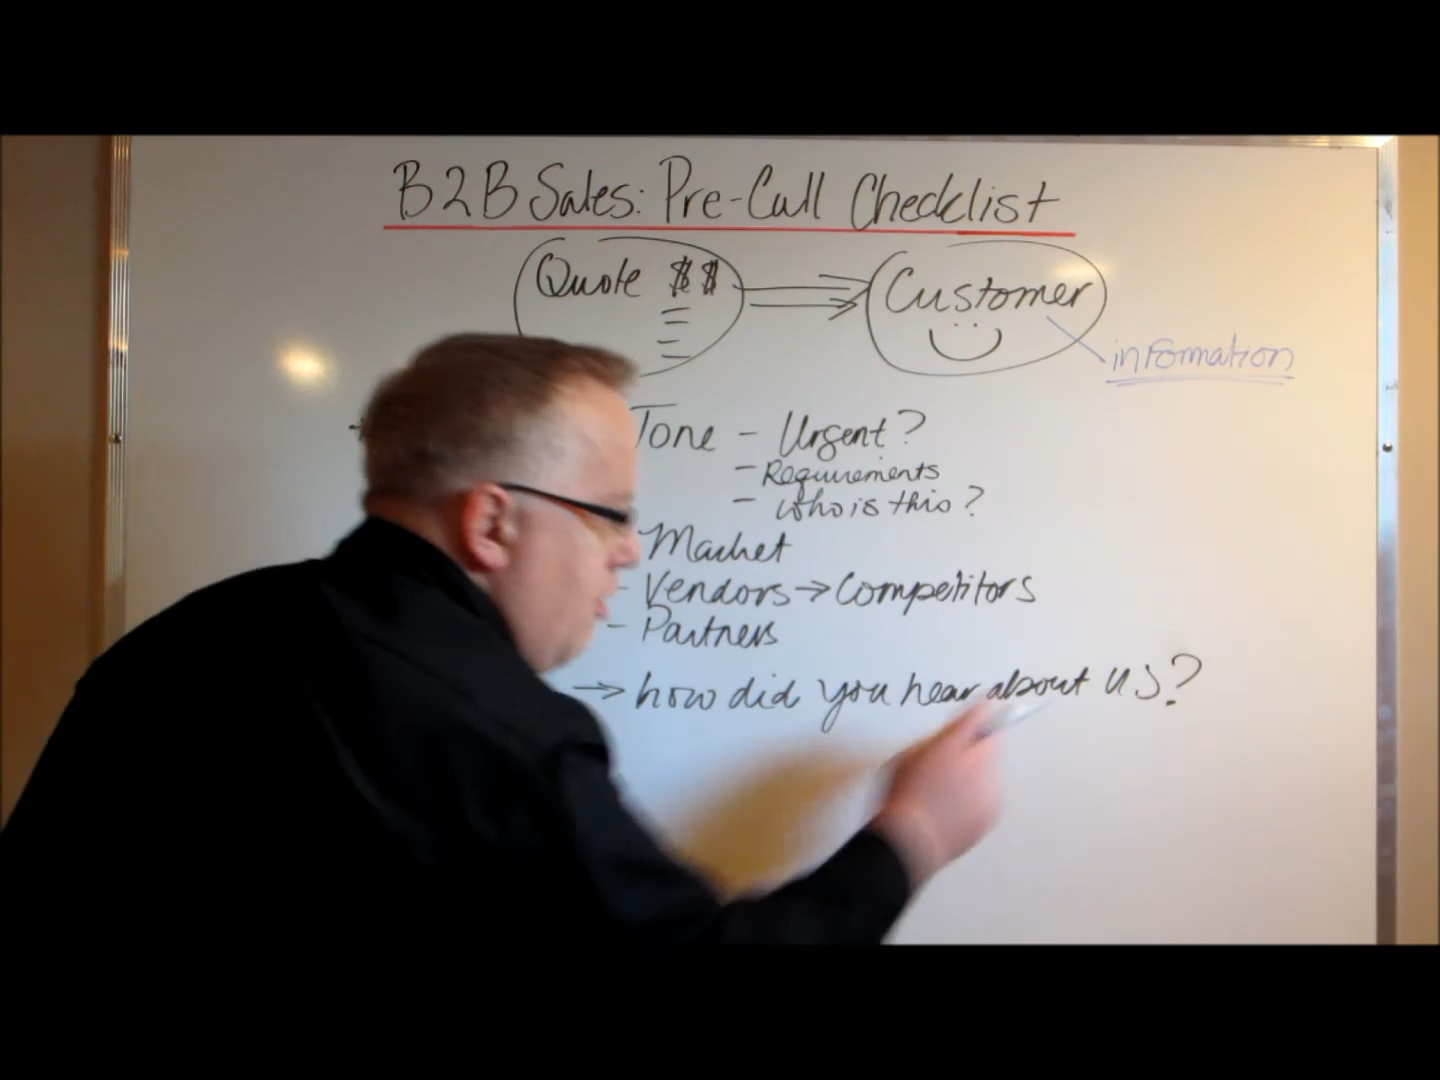 B2B Sales: Pre-Call Checklist
Quote $$
Customer
information
Tone - Urgent?
- Requirements
- who is this?
Market
- Vendors → Competitors
- Partners
→ how did you hear about us?